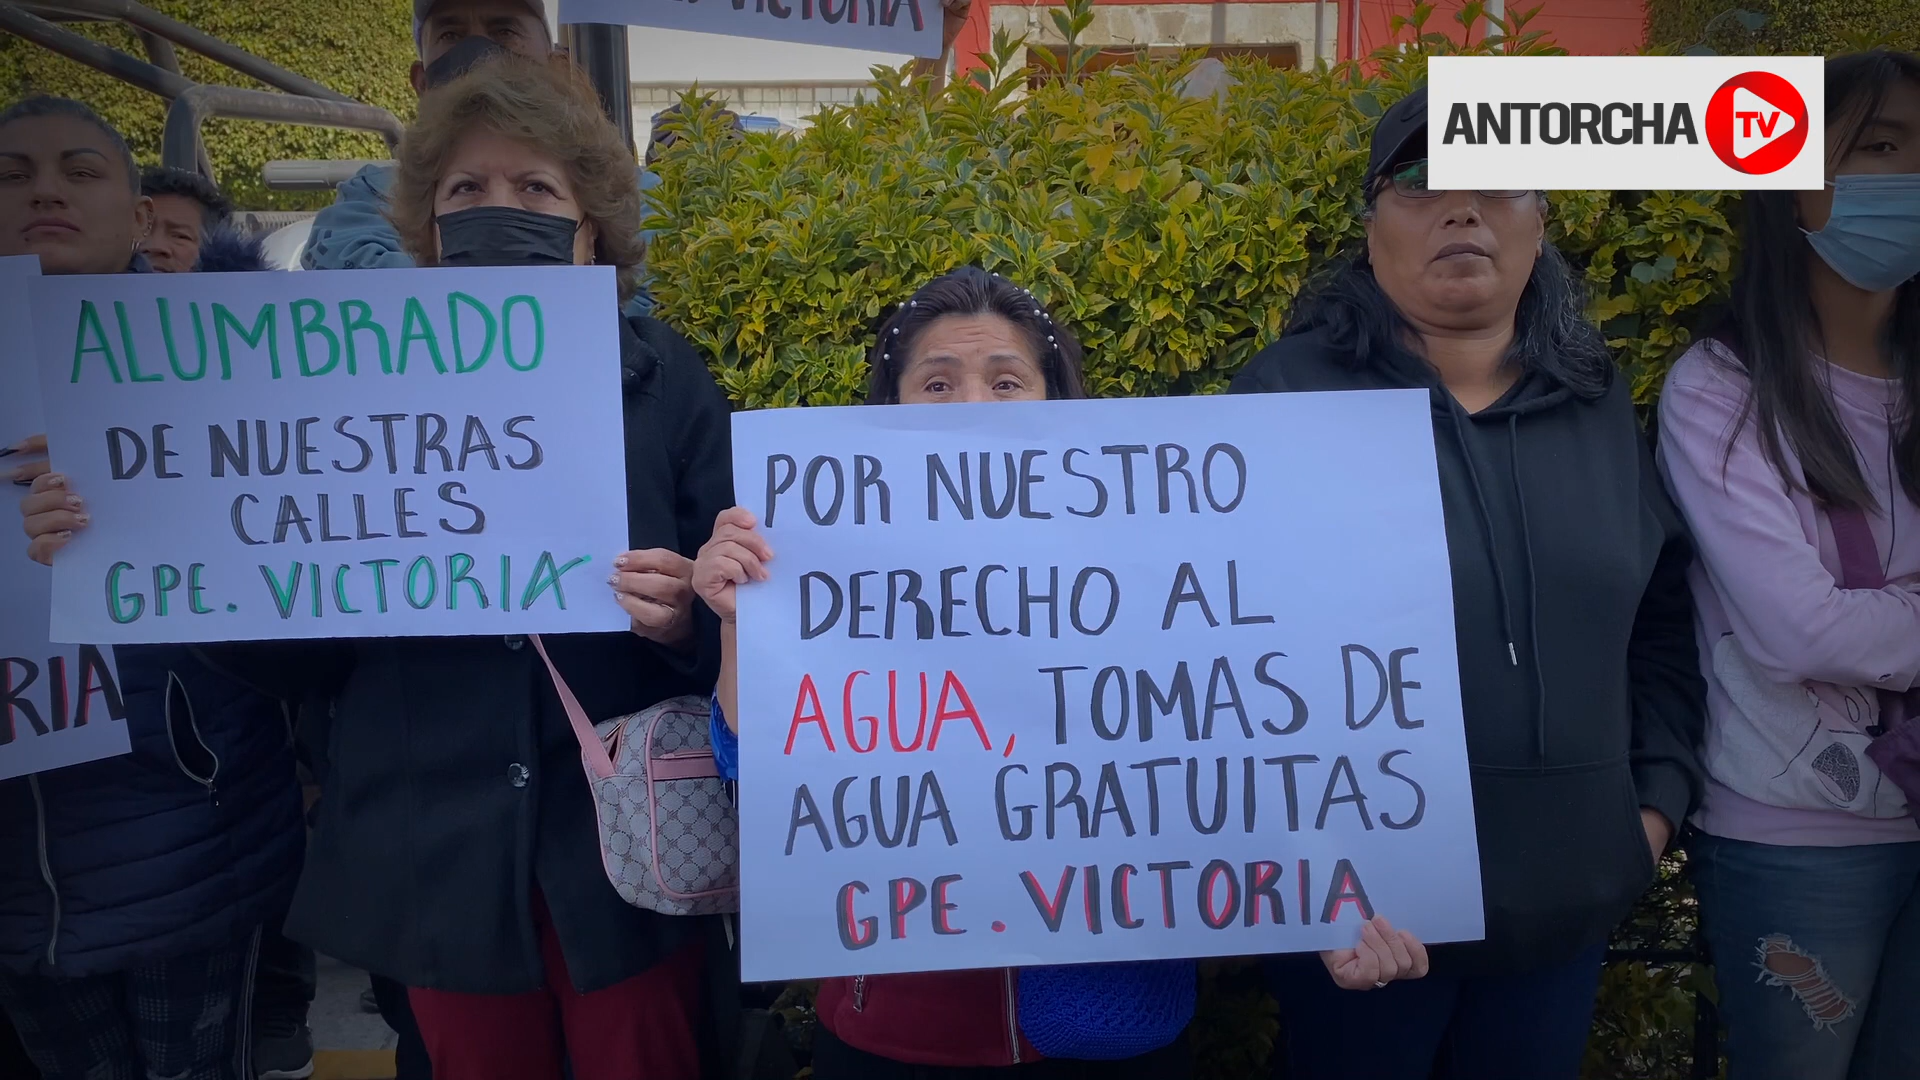 VICTORIA
ANTORCHA TV
ALUMBRADO
DE NUESTRAS
CALLES
GPE. VICTORIA
RIA
POR NUESTRO
DERECHO AL
AGUA, TOMAS DE
AGUA GRATUITAS
GPE. VICTORIA